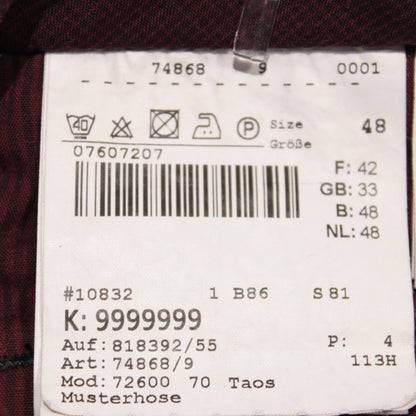 74868 9 0001
40 P Size 48
Größe
07607207
F: 42
GB: 33
B: 48
NL: 48
#10832 1 B86 S 81
K: 9999999
Auf: 818392/55 P: 4
Art: 74868/9 113H
Mod: 72600 70 Taos
Musterhose